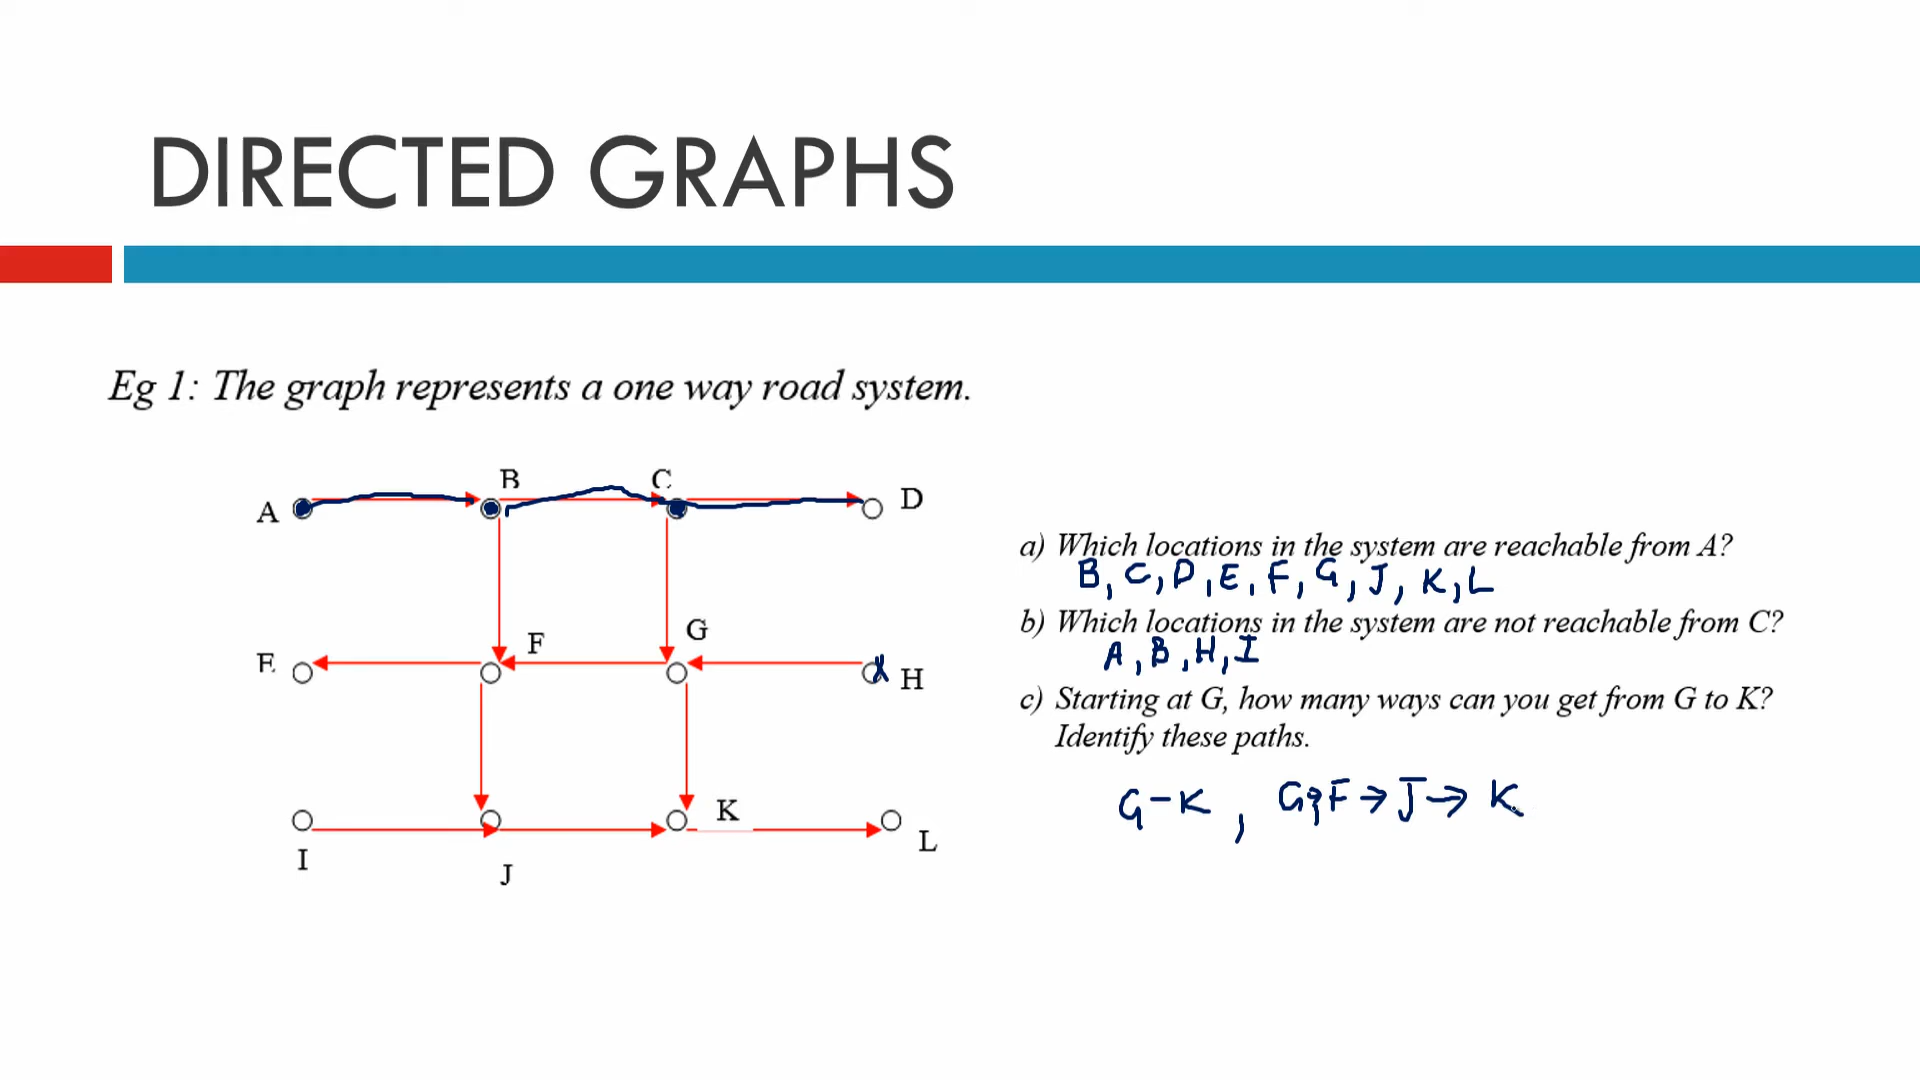 DIRECTED GRAPHS
Eg 1: The graph represents a one way road system.
B C
A D
a) Which locations in the system are reachable from A?
B, C, D, E, F, G, J, K, L
b) Which locations in the system are not reachable from C?
A, B, H, I
F G
E H
c) Starting at G, how many ways can you get from G to K?
Identify these paths.
G-K, G→F→J→K
K
I J L